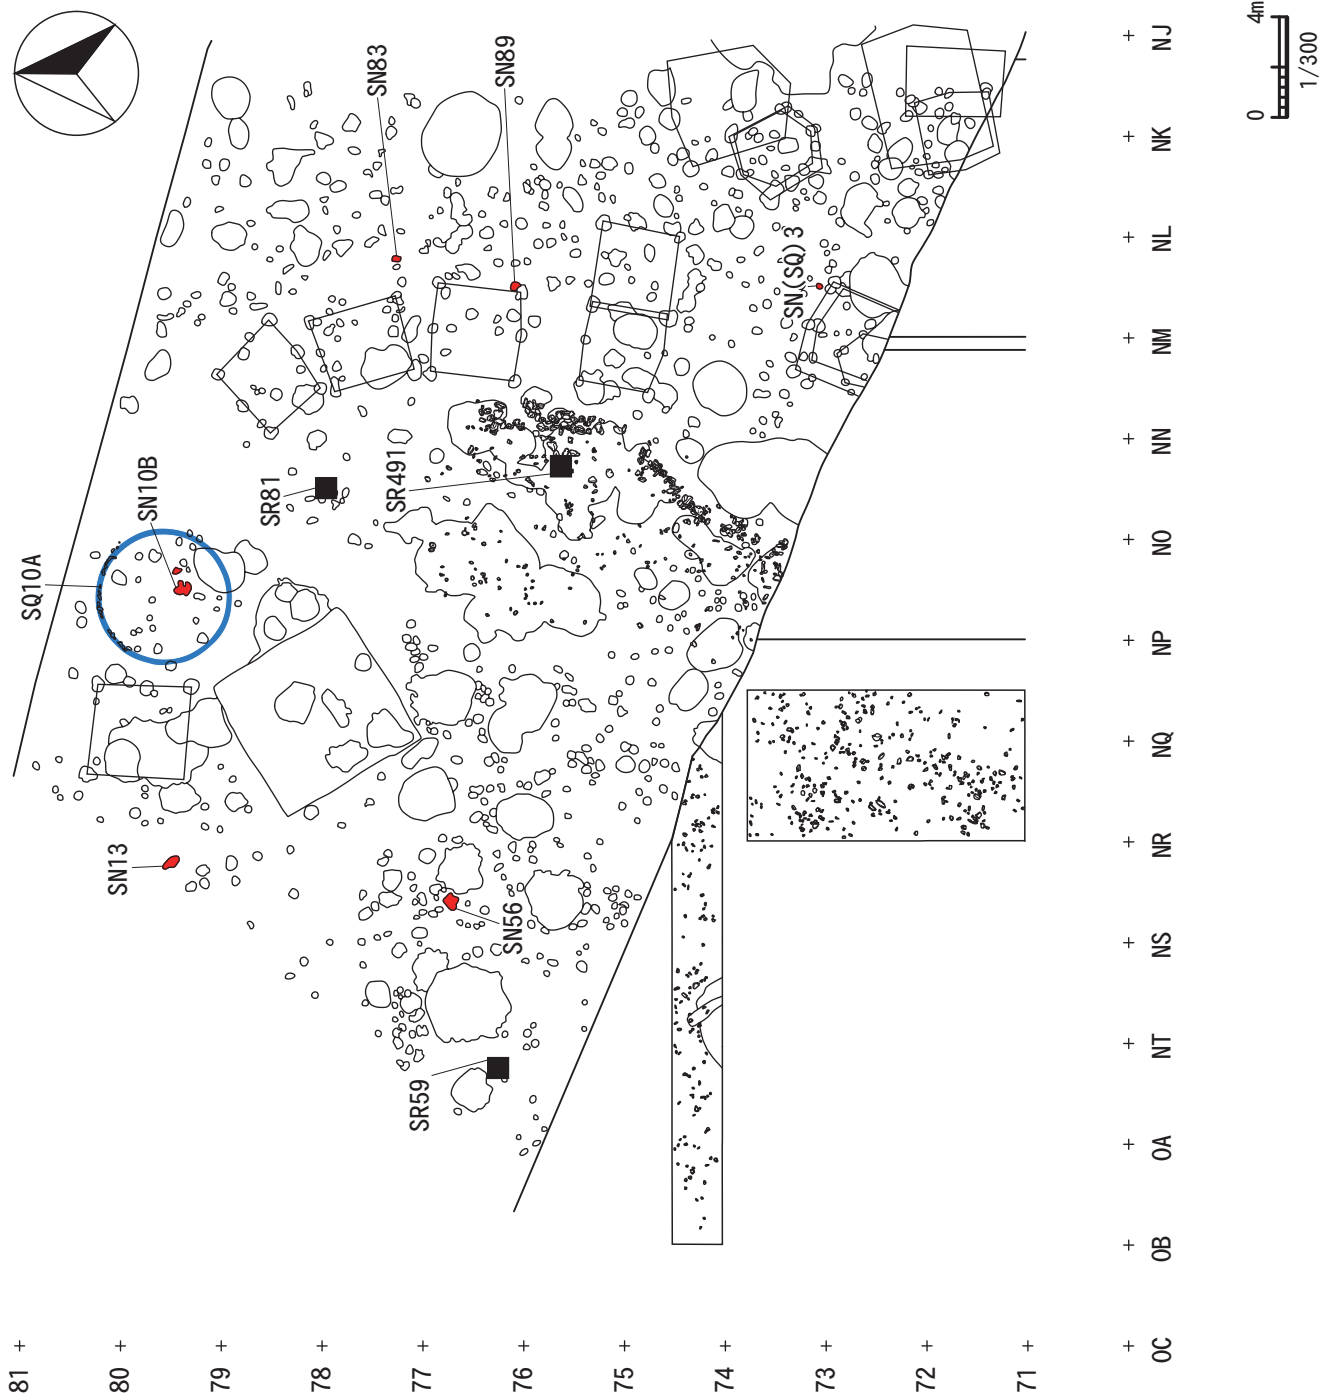 SN83
SN89
SN(SQ)3
SQ10A
SN10B
SR81
SR491
SN13
SN56
SR59
NJ
NK
NL
NM
NN
NO
NP
NQ
NR
NS
NT
OA
OB
OC
81
80
79
78
77
76
75
74
73
72
71
0 4m
1/300